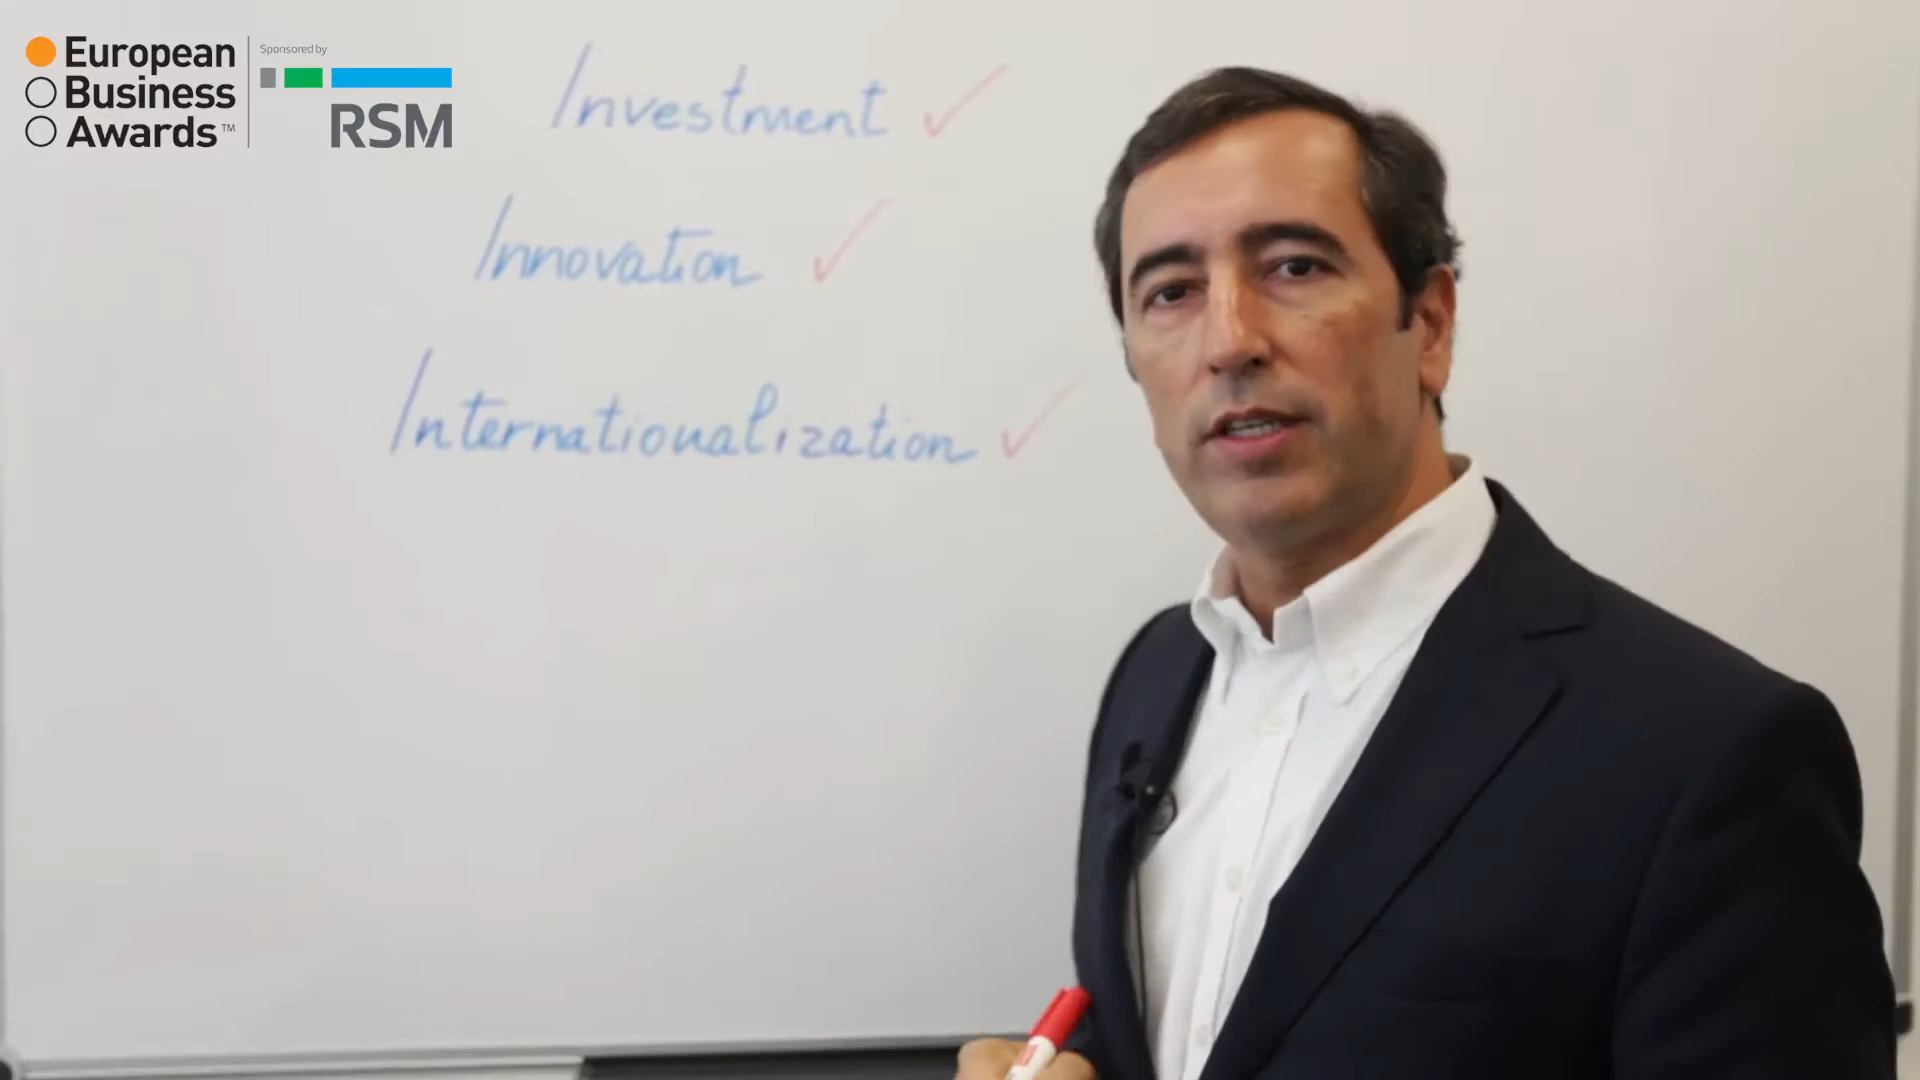 European
Business
Awards™
Sponsored by
RSM
Investment
Innovation
Internationalization